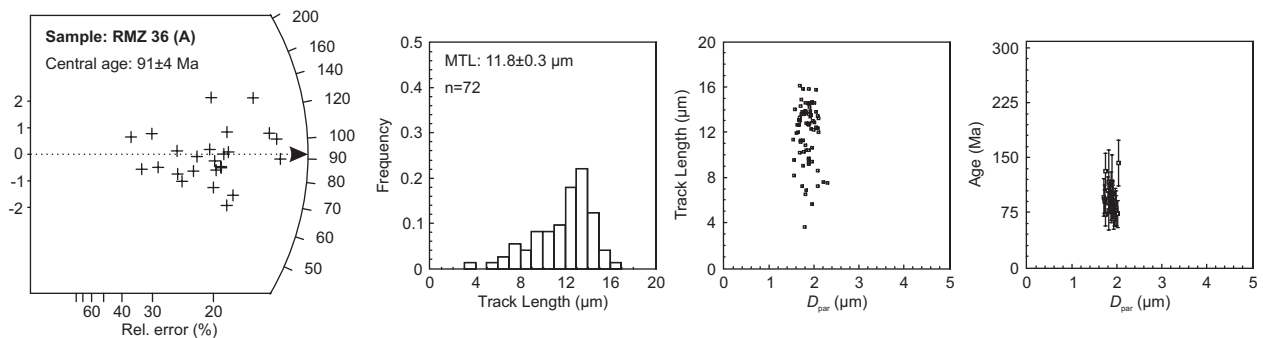 Sample: RMZ 36 (A)
Central age: 91±4 Ma
2
1
0
-1
-2
200
160
140
120
100
90
80
70
60
50
60 40 30 20
Rel. error (%)
0.5
0.4
0.3
0.2
0.1
0
Frequency
MTL: 11.8±0.3 µm
n=72
0 4 8 12 16 20
Track Length (µm)
20
16
12
8
4
0
Track Length (µm)
0 1 2 3 4 5
Dpar (µm)
300
225
150
75
0
Age (Ma)
0 1 2 3 4 5
Dpar (µm)